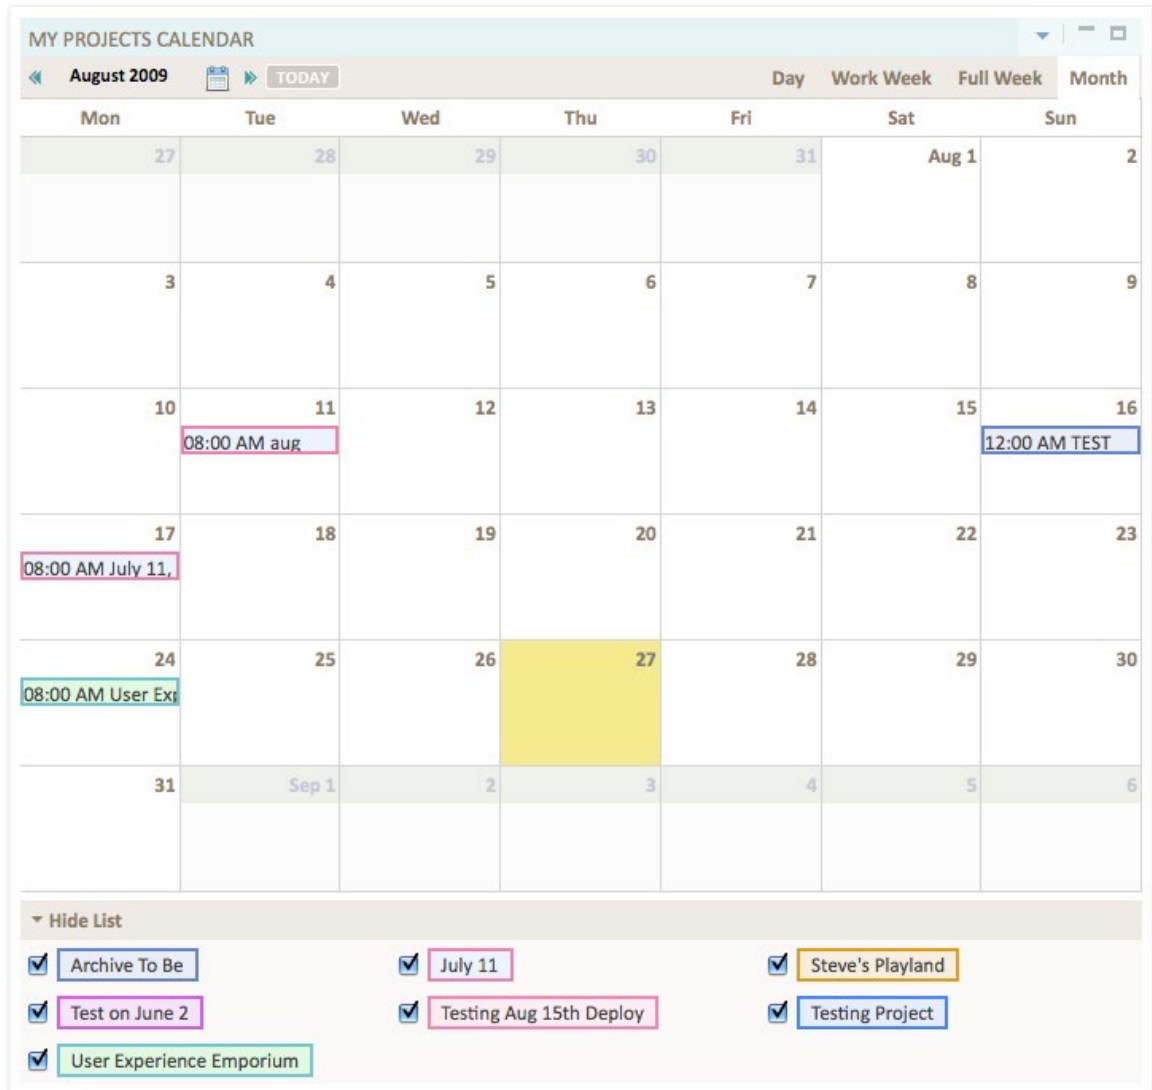 MY PROJECTS CALENDAR
August 2009 TODAY Day Work Week Full Week Month
Mon Tue Wed Thu Fri Sat Sun
27 28 29 30 31 Aug 1 2
3 4 5 6 7 8 9
10 11 12 13 14 15 16
08:00 AM aug 12:00 AM TEST
17 18 19 20 21 22 23
08:00 AM July 11,
24 25 26 27 28 29 30
08:00 AM User Exp
31 Sep 1 2 3 4 5 6
Hide List
Archive To Be July 11 Steve's Playland
Test on June 2 Testing Aug 15th Deploy Testing Project
User Experience Emporium